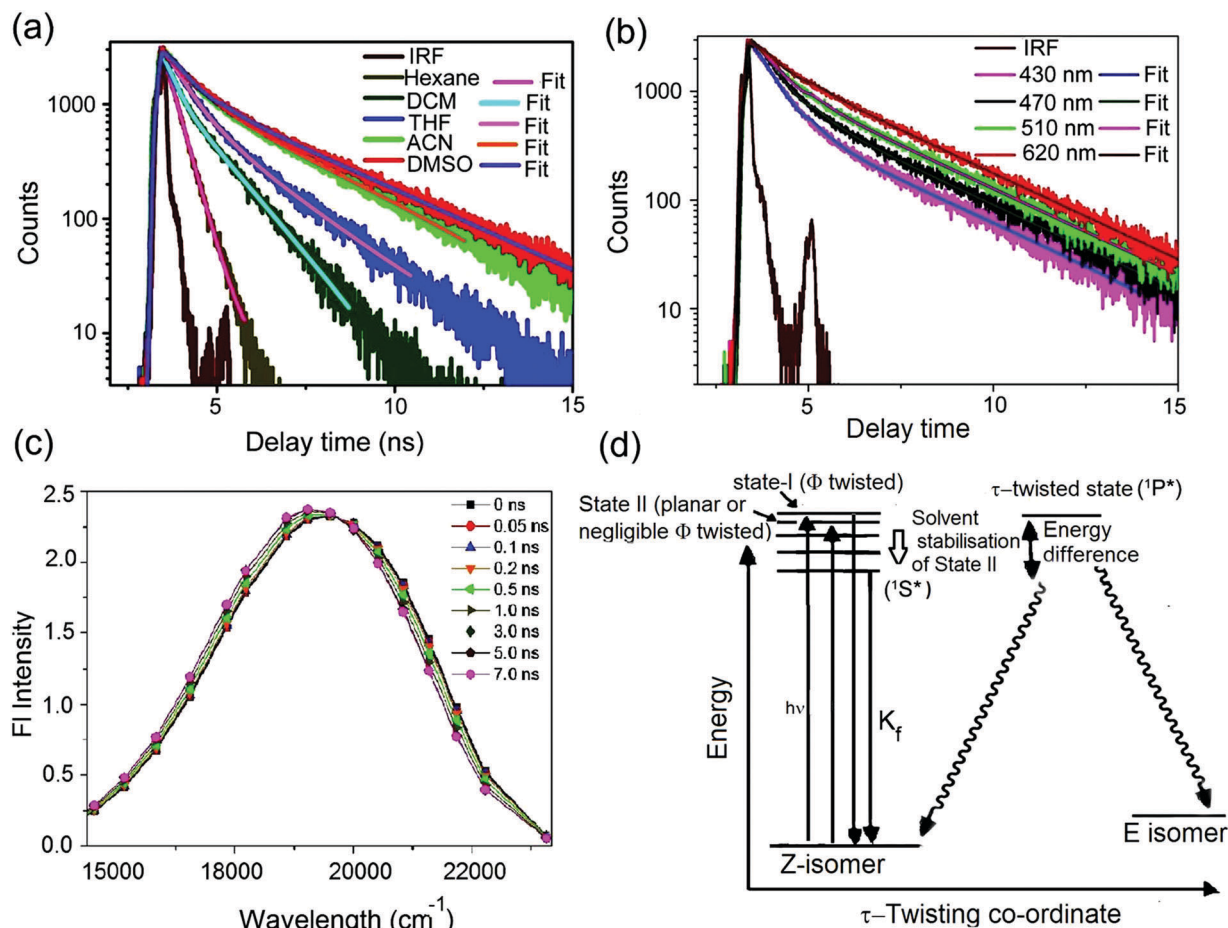 (a)
IRF
Hexane
DCM
THF
ACN
DMSO
Fit
Fit
Fit
Fit
Fit
1000
100
10
Counts
5
10
15
Delay time (ns)
(b)
IRF
430 nm
470 nm
510 nm
620 nm
Fit
Fit
Fit
Fit
1000
100
10
Counts
5
10
15
Delay time
(c)
2.5
2.0
1.5
1.0
0.5
0.0
FI Intensity
0 ns
0.05 ns
0.1 ns
0.2 ns
0.5 ns
1.0 ns
3.0 ns
5.0 ns
7.0 ns
15000
18000
20000
22000
Wavelength (cm⁻¹)
(d)
state-I (Φ twisted)
State II (planar or
negligible Φ twisted)
Solvent
stabilisation
of State II
(¹S*)
τ–twisted state (¹P*)
Energy
difference
hν
K_f
Energy
Z-isomer
E isomer
τ–Twisting co-ordinate